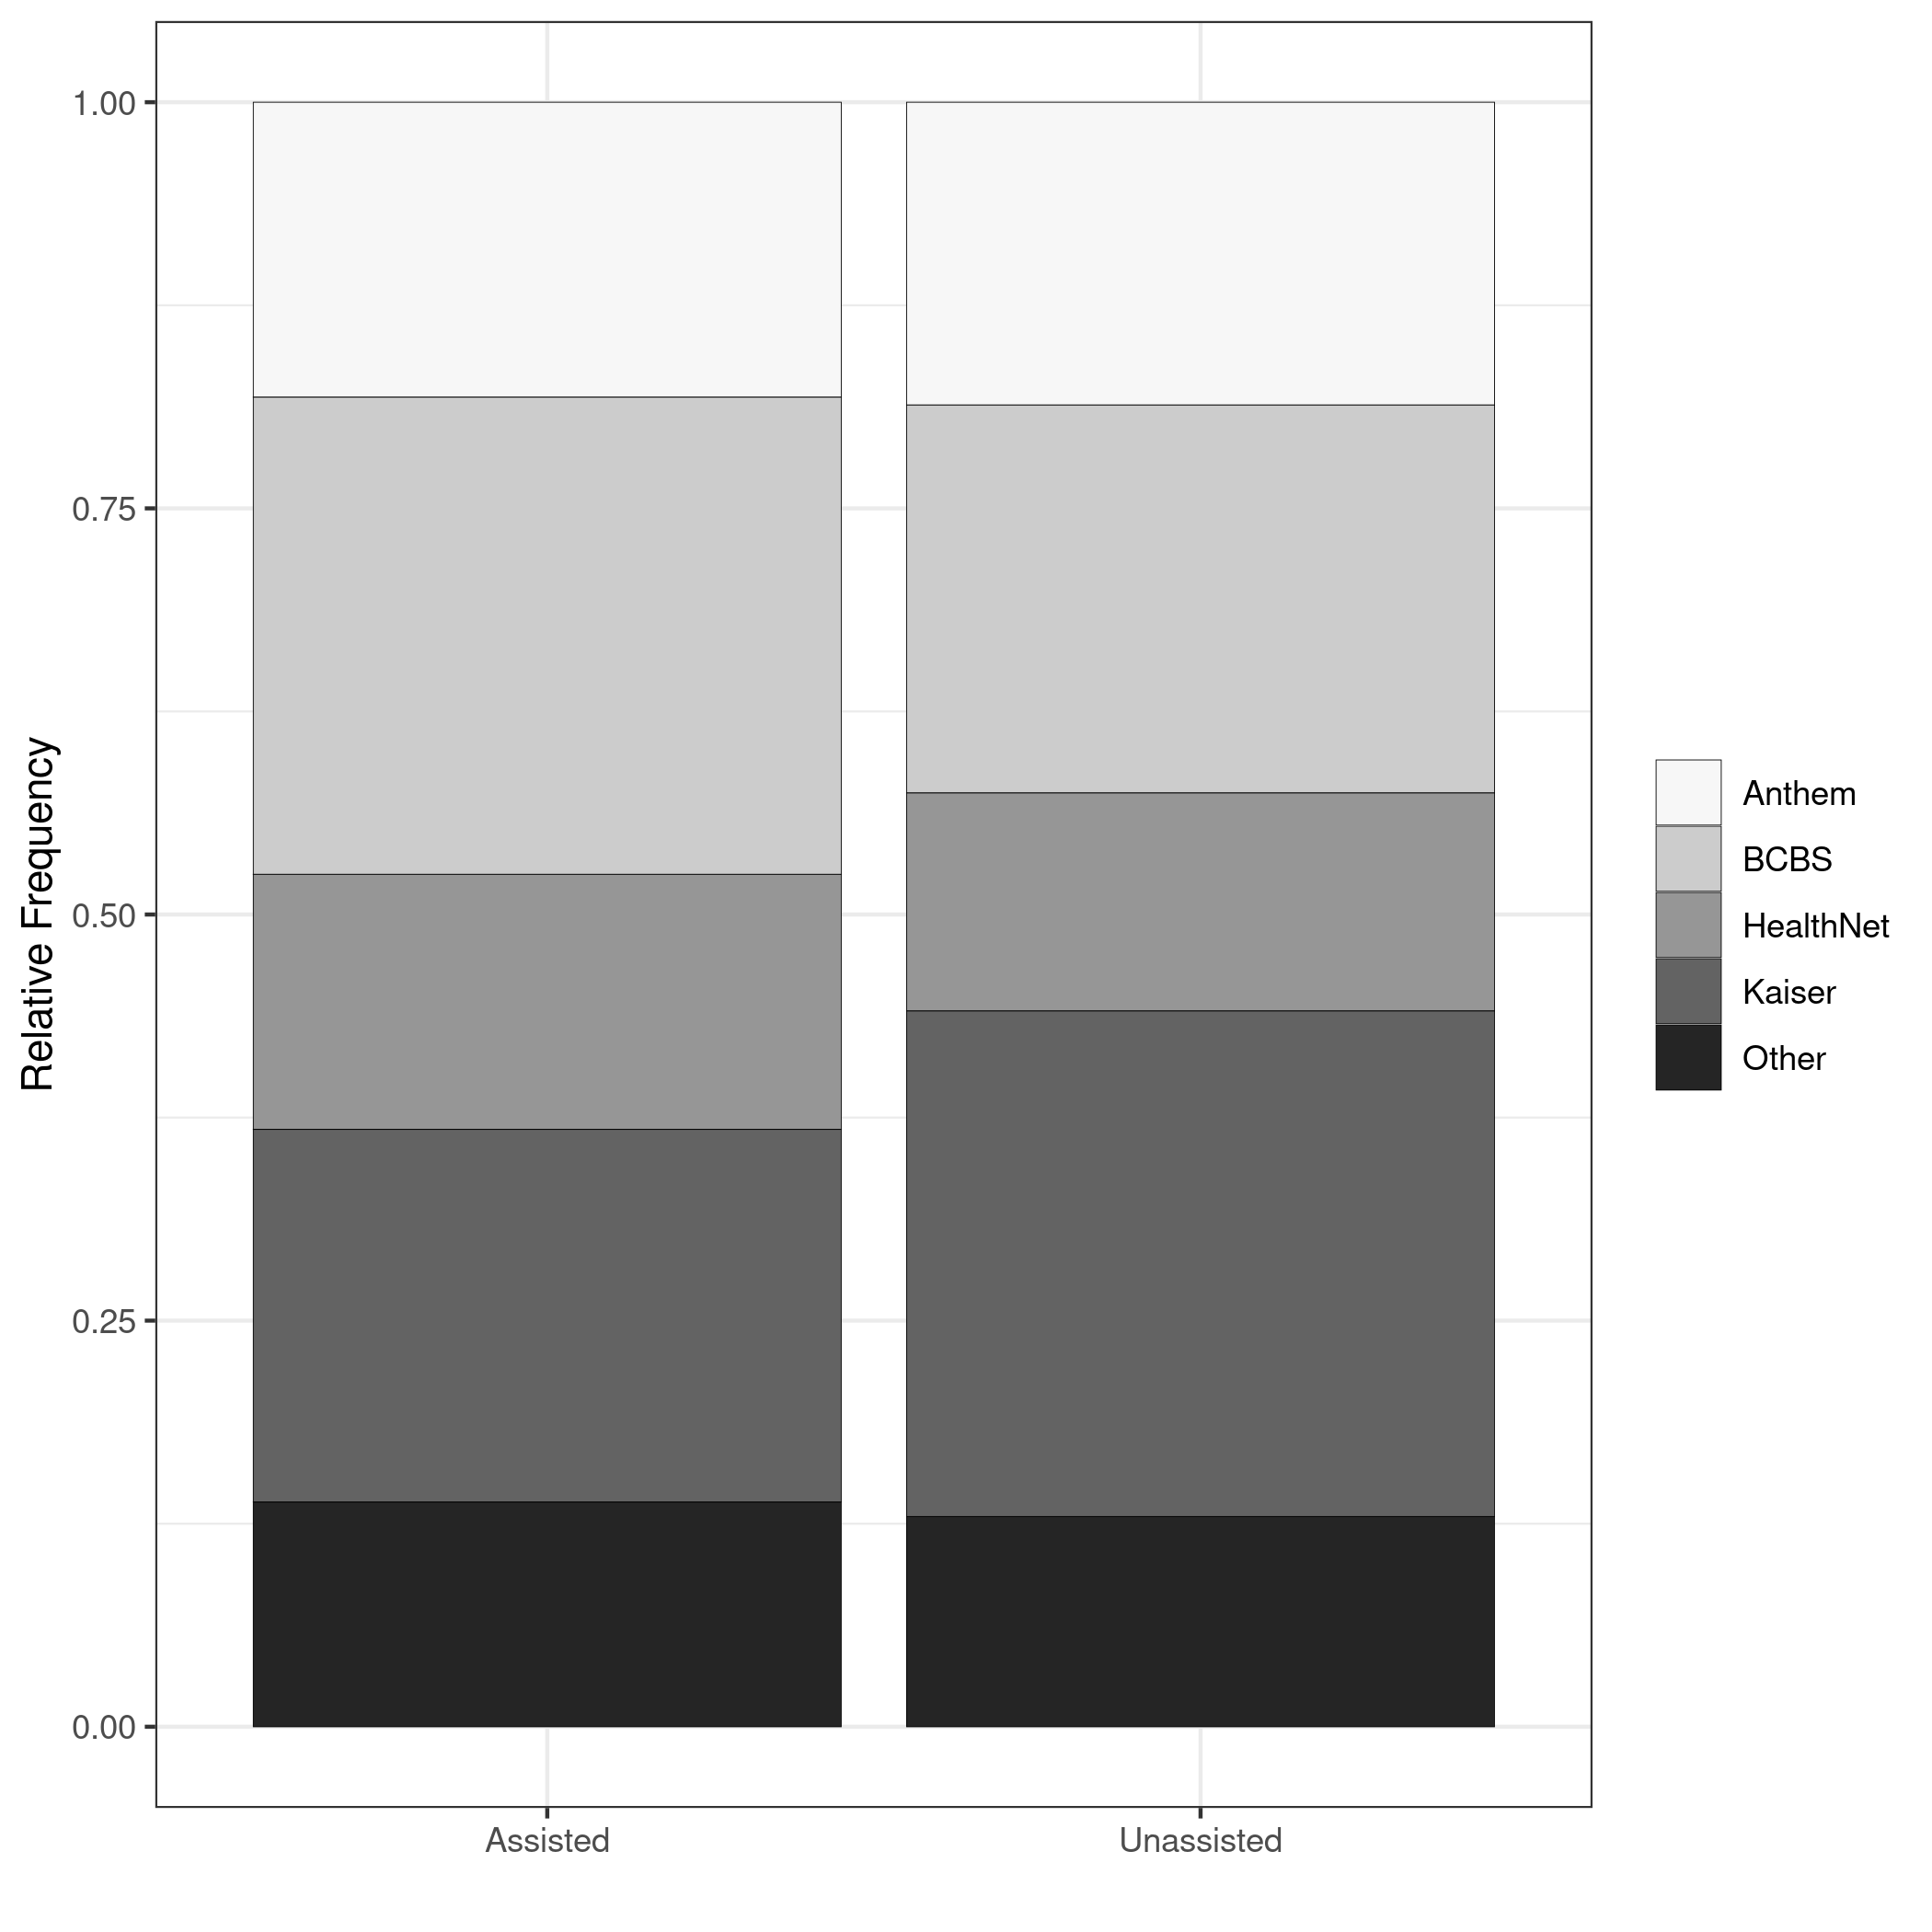 Relative Frequency
1.00
0.75
0.50
0.25
0.00
Assisted
Unassisted
Anthem
BCBS
HealthNet
Kaiser
Other